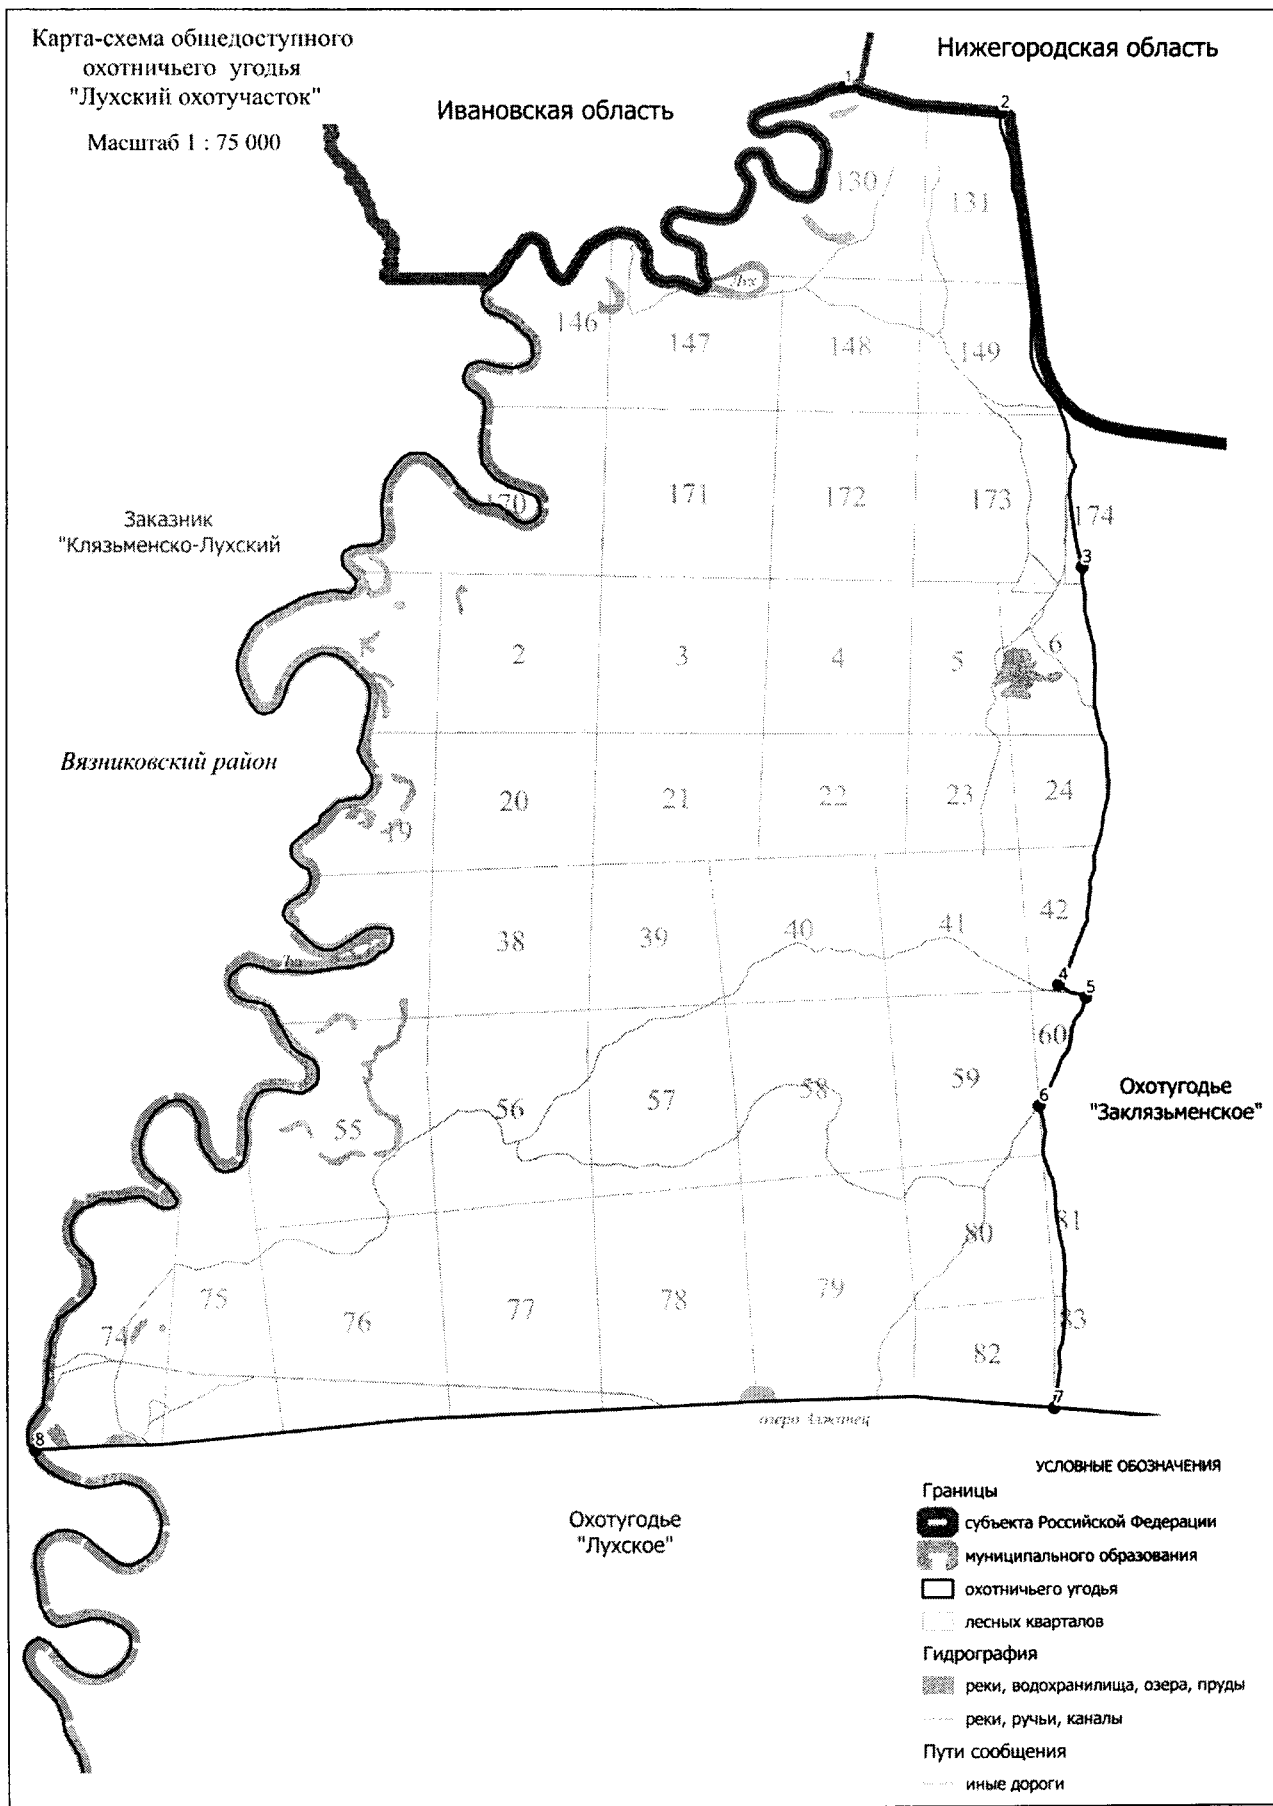 Карта-схема общедоступного
охотничьего угодья
"Лухский охотучасток"
Масштаб 1 : 75 000
Ивановская область
Нижегородская область
1
2
130
131
Лух
146
147
148
149
170
171
172
173
174
3
Заказник
"Клязьменско-Лухский
2
3
4
5
6
Вязниковский район
19
20
21
22
23
24
38
39
40
41
42
4
5
55
56
57
58
59
60
6
Охотугодье
"Заклязьменское"
74
75
76
77
78
79
80
81
82
83
7
8
озеро
Охотугодье
"Лухское"
УСЛОВНЫЕ ОБОЗНАЧЕНИЯ
Границы
субъекта Российской Федерации
муниципального образования
охотничьего угодья
лесных кварталов
Гидрография
реки, водохранилища, озера, пруды
реки, ручьи, каналы
Пути сообщения
иные дороги